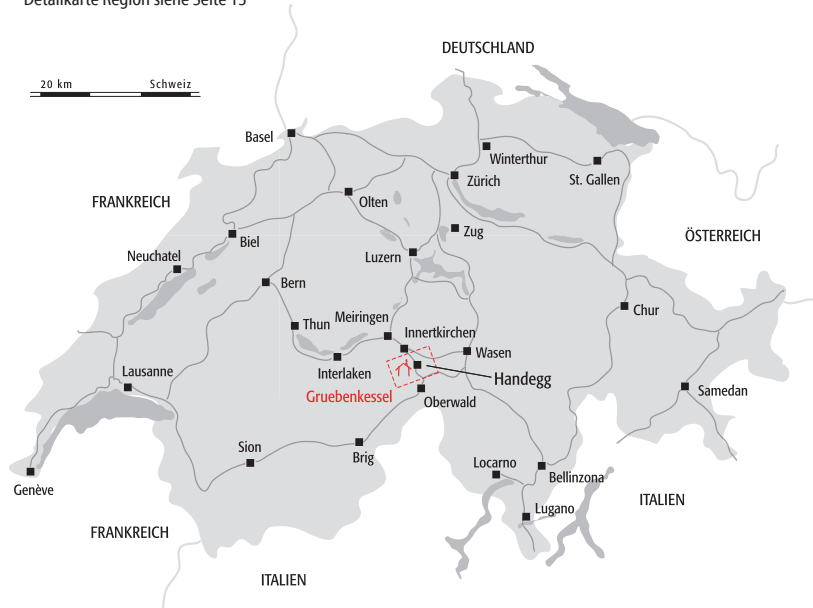 Detailkarte Region siehe Seite 15
DEUTSCHLAND
20 km
Schweiz
Basel
Winterthur
Zürich
St. Gallen
FRANKREICH
Olten
Zug
ÖSTERREICH
Biel
Neuchatel
Luzern
Bern
Chur
Thun
Meiringen
Innertkirchen
Wasen
Lausanne
Interlaken
Handegg
Gruebenkessel
Oberwald
Samedan
Sion
Brig
Locarno
Bellinzona
Genève
Lugano
ITALIEN
FRANKREICH
ITALIEN